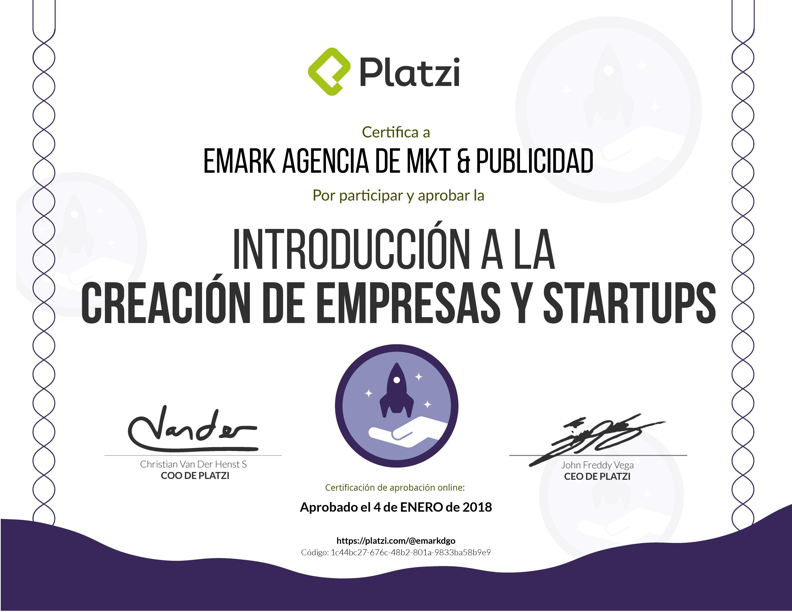 Platzi
Certifica a
EMARK AGENCIA DE MKT & PUBLICIDAD
Por participar y aprobar la
INTRODUCCIÓN A LA
CREACIÓN DE EMPRESAS Y STARTUPS
Vander
Christian Van Der Henst S
COO DE PLATZI
John Freddy Vega
CEO DE PLATZI
Certificación de aprobación online:
Aprobado el 4 de ENERO de 2018
https://platzi.com/@emarkdgo
Código: 1c44bc27-676c-48b2-801a-9833ba58b9e9